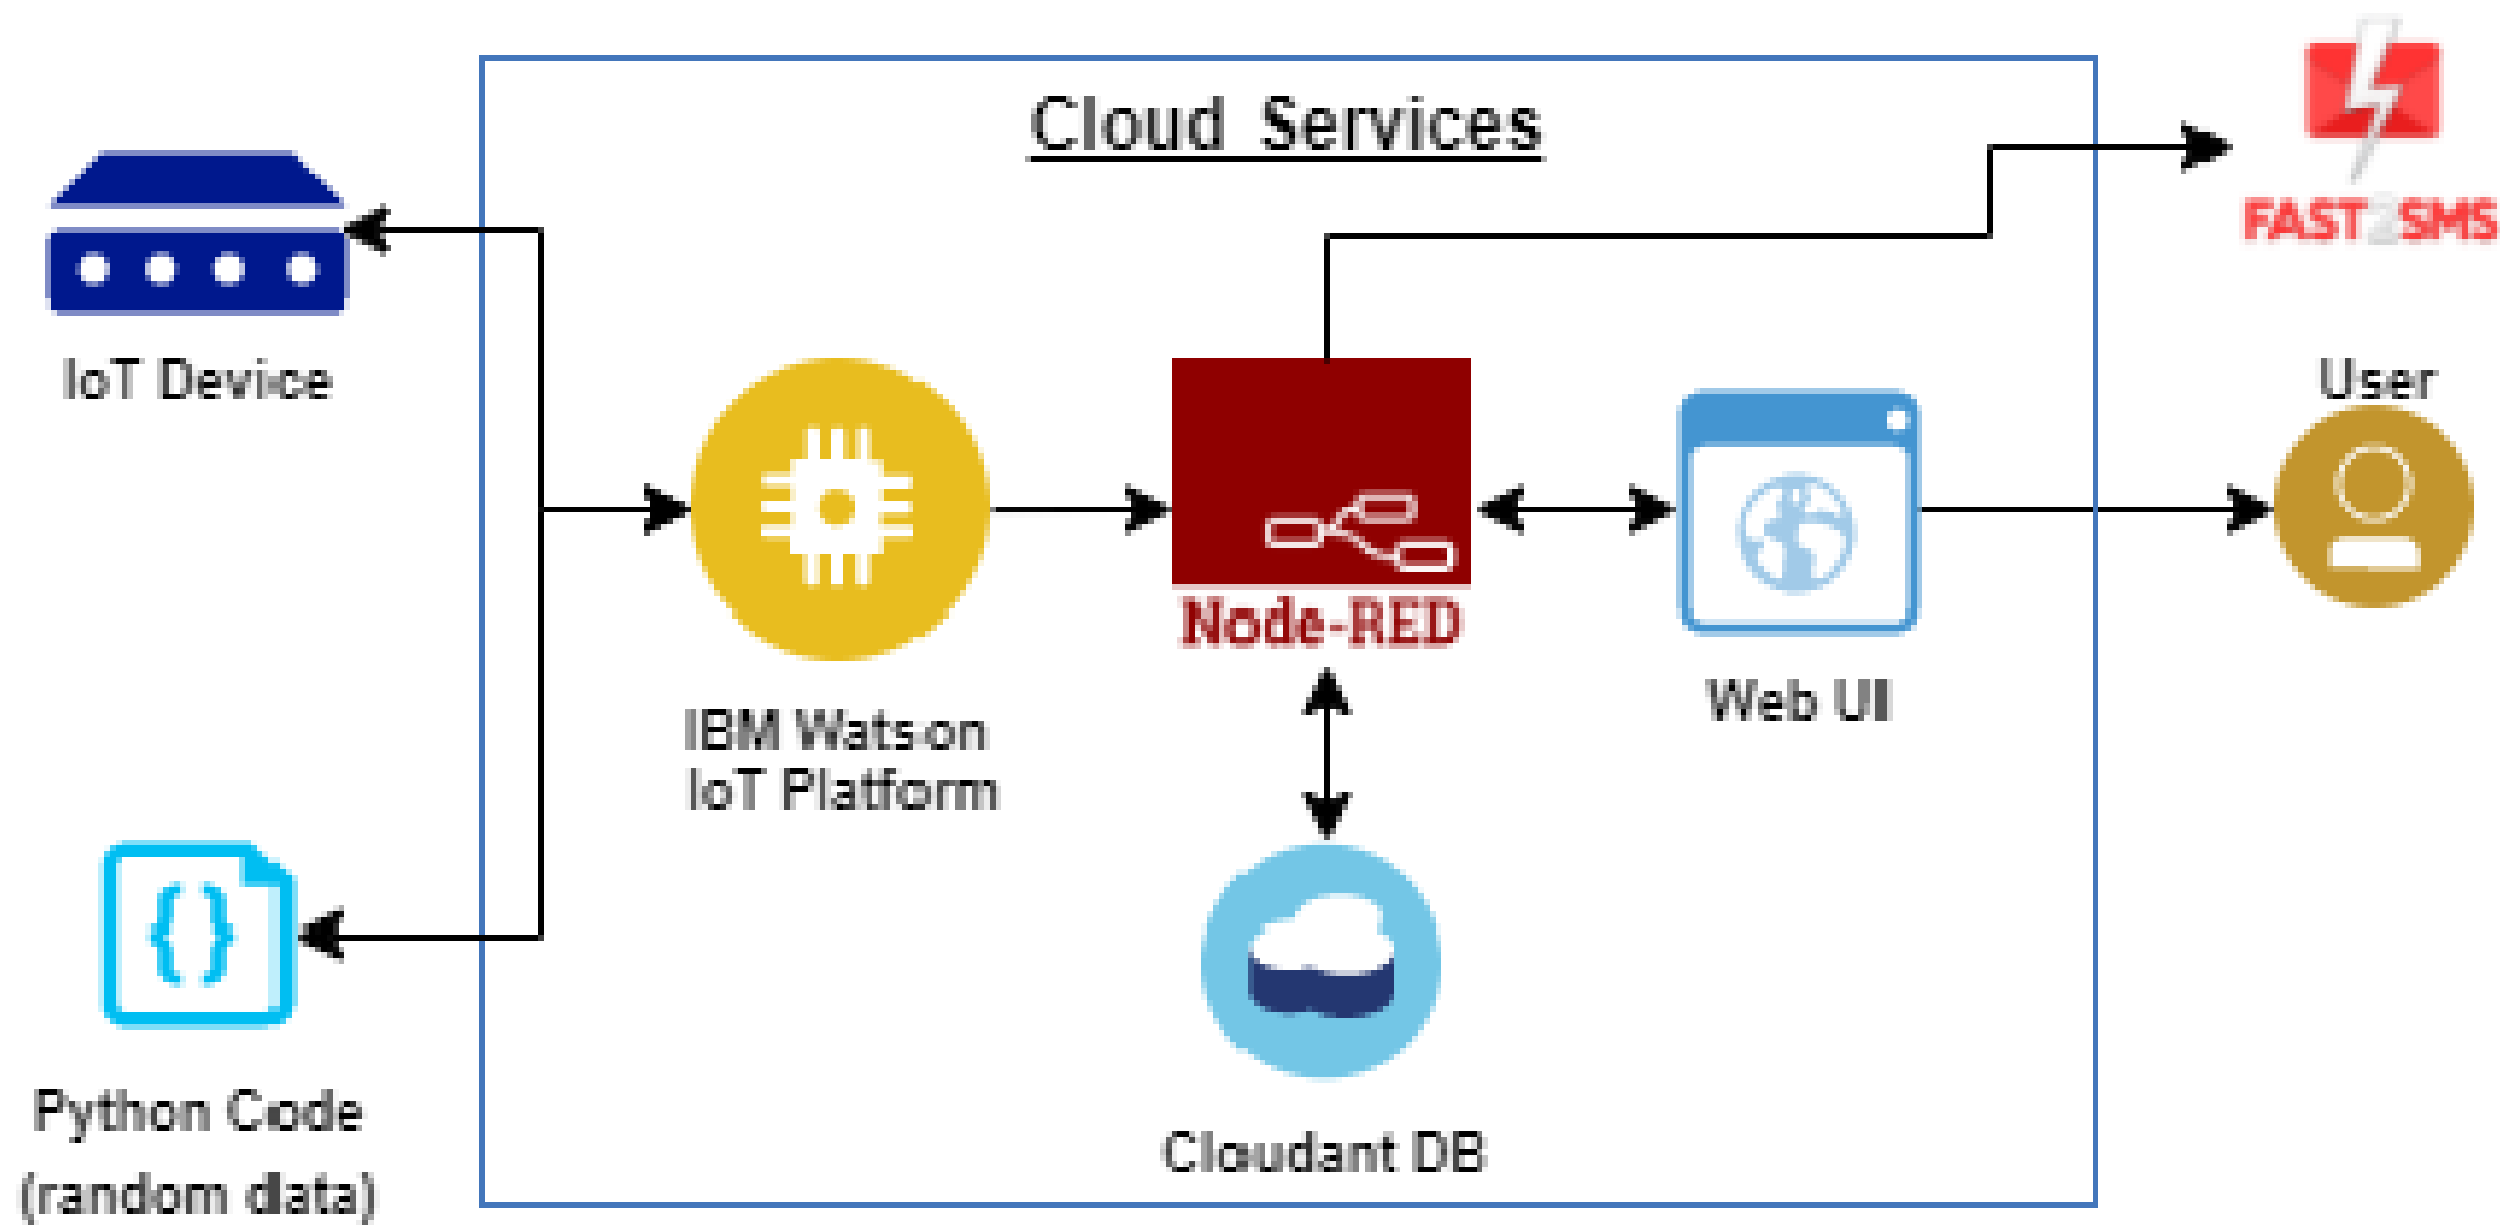 Cloud Services
FAST2SMS
IoT Device
User
Node-RED
Web UI
IBM Watson
IoT Platform
Python Code
(random data)
Cloudant DB